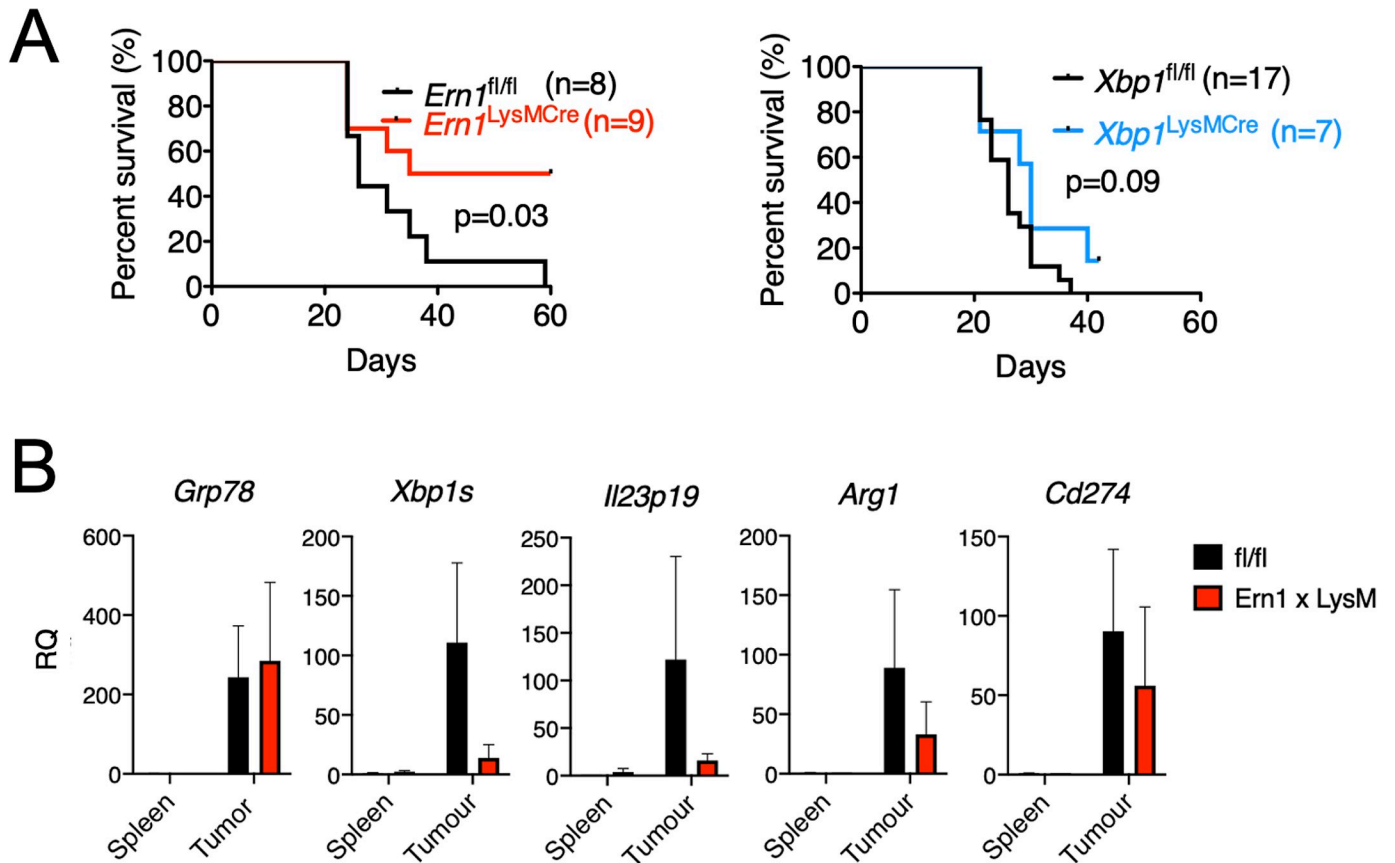 A
Percent survival (%)
100
80
60
40
20
0
0 20 40 60
Days
Ern1fl/fl (n=8)
Ern1LysMCre (n=9)
p=0.03
Percent survival (%)
100
80
60
40
20
0
0 20 40 60
Days
Xbp1fl/fl (n=17)
Xbp1LysMCre (n=7)
p=0.09
B
RQ
Grp78
600
400
200
0
Spleen
Tumor
Xbp1s
200
150
100
50
0
Spleen
Tumour
Il23p19
250
200
150
100
50
0
Spleen
Tumour
Arg1
200
150
100
50
0
Spleen
Tumour
Cd274
150
100
50
0
Spleen
Tumour
fl/fl
Ern1 x LysM